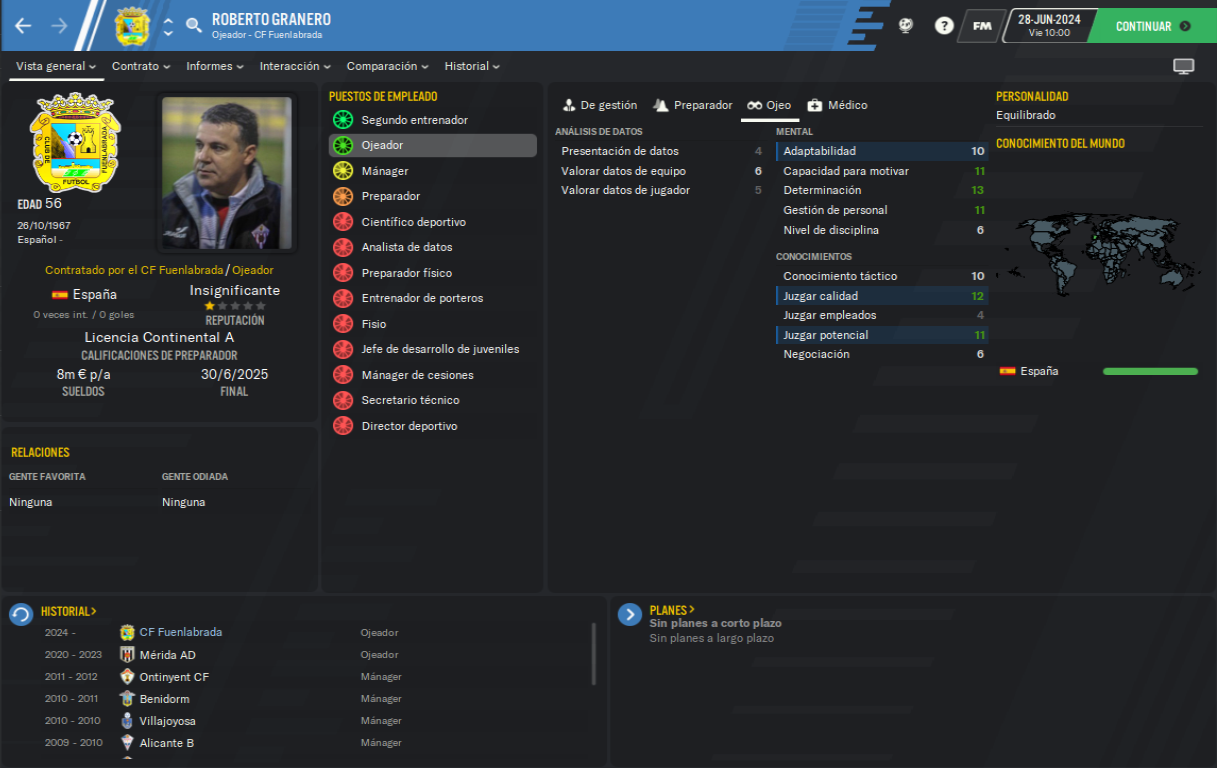 ROBERTO GRANERO
Ojeador - CF Fuenlabrada
?
FM
28-JUN-2024
Vie 10:00
CONTINUAR
Vista general
Contrato
Informes
Interacción
Comparación
Historial
CLUB DE FUTBOL FUENLABRADA
EDAD 56
26/10/1967
Español -
Contratado por el CF Fuenlabrada / Ojeador
España
0 veces int. / 0 goles
Insignificante
REPUTACIÓN
Licencia Continental A
CALIFICACIONES DE PREPARADOR
8m € p/a
SUELDOS
30/6/2025
FINAL
RELACIONES
GENTE FAVORITA
Ninguna
GENTE ODIADA
Ninguna
PUESTOS DE EMPLEADO
Segundo entrenador
Ojeador
Mánager
Preparador
Científico deportivo
Analista de datos
Preparador físico
Entrenador de porteros
Fisio
Jefe de desarrollo de juveniles
Mánager de cesiones
Secretario técnico
Director deportivo
De gestión
Preparador
Ojeo
Médico
ANÁLISIS DE DATOS
Presentación de datos 4
Valorar datos de equipo 6
Valorar datos de jugador 5
MENTAL
Adaptabilidad 10
Capacidad para motivar 11
Determinación 13
Gestión de personal 11
Nivel de disciplina 6
CONOCIMIENTOS
Conocimiento táctico 10
Juzgar calidad 12
Juzgar empleados 4
Juzgar potencial 11
Negociación 6
PERSONALIDAD
Equilibrado
CONOCIMIENTO DEL MUNDO
España
HISTORIAL >
2024 - CF Fuenlabrada Ojeador
2020 - 2023 Mérida AD Ojeador
2011 - 2012 Ontinyent CF Mánager
2010 - 2011 Benidorm Mánager
2010 - 2010 Villajoyosa Mánager
2009 - 2010 Alicante B Mánager
PLANES >
Sin planes a corto plazo
Sin planes a largo plazo